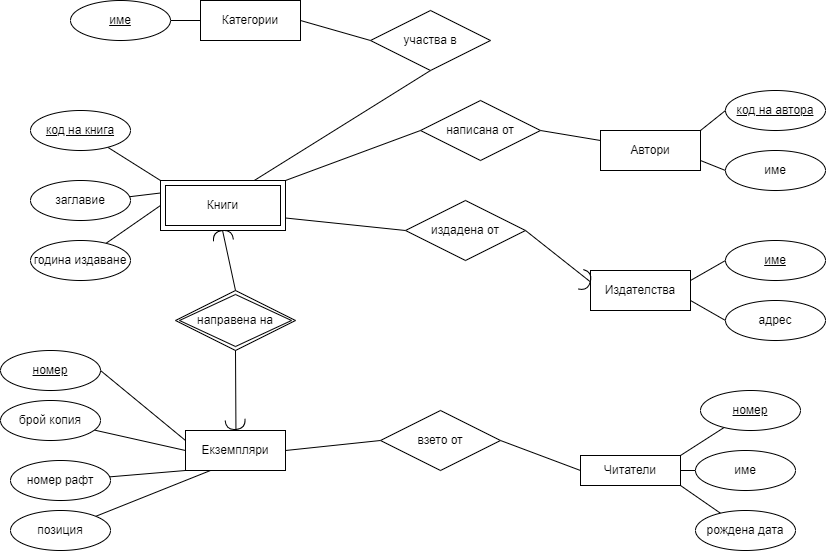 име
Категории
участва в
код на книга
заглавие
година издаване
Книги
написана от
Автори
код на автора
име
издадена от
Издателства
име
адрес
направена на
номер
брой копия
номер рафт
позиция
Екземпляри
взето от
Читатели
номер
име
рождена дата